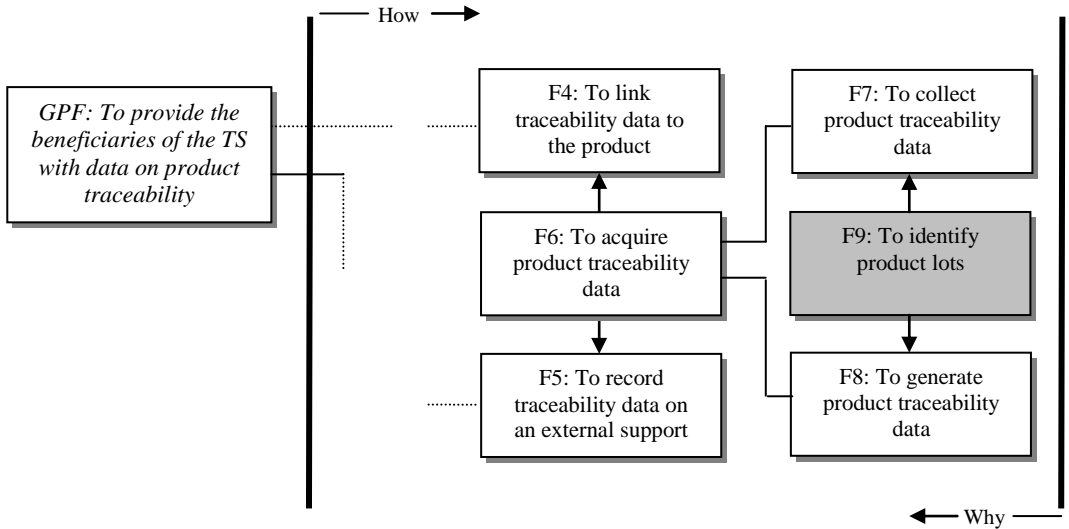 How
GPF: To provide the
beneficiaries of the TS
with data on product
traceability
F4: To link
traceability data to
the product
F7: To collect
product traceability
data
F6: To acquire
product traceability
data
F9: To identify
product lots
F5: To record
traceability data on
an external support
F8: To generate
product traceability
data
Why